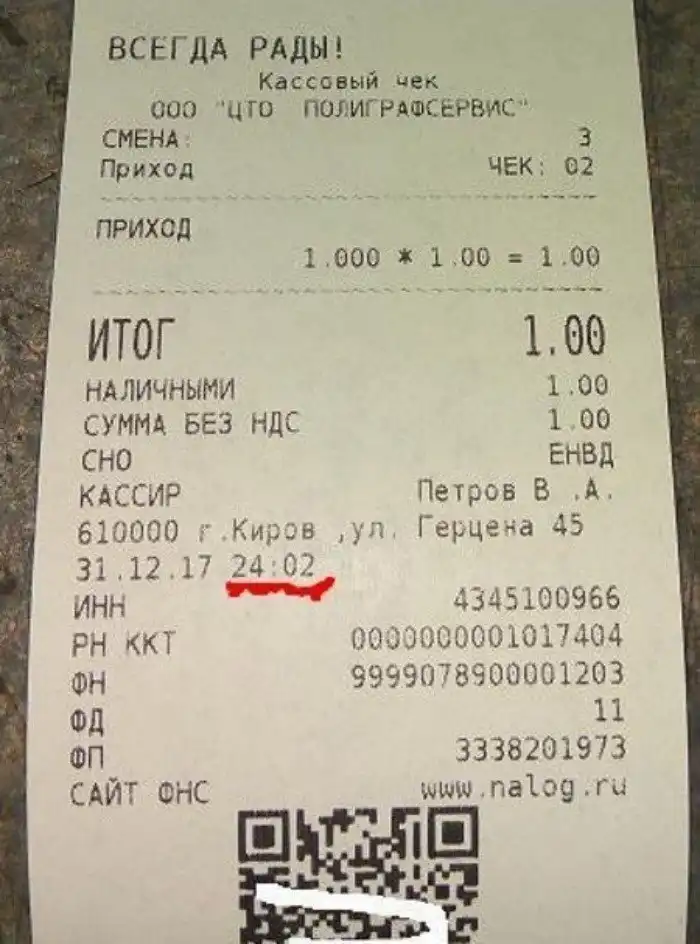 ВСЕГДА РАДЫ!
Кассовый чек
ООО "ЦТО ПОЛИГРАФСЕРВИС"
СМЕНА: 3
Приход ЧЕК: 02
ПРИХОД
1.000 * 1.00 = 1.00
ИТОГ 1.00
НАЛИЧНЫМИ 1.00
СУММА БЕЗ НДС 1.00
СНО ЕНВД
КАССИР Петров В .А.
610000 г.Киров ,ул. Герцена 45
31.12.17 24:02
ИНН 4345100966
РН ККТ 0000000001017404
ФН 9999078900001203
ФД 11
ФП 3338201973
САЙТ ФНС www.nalog.ru